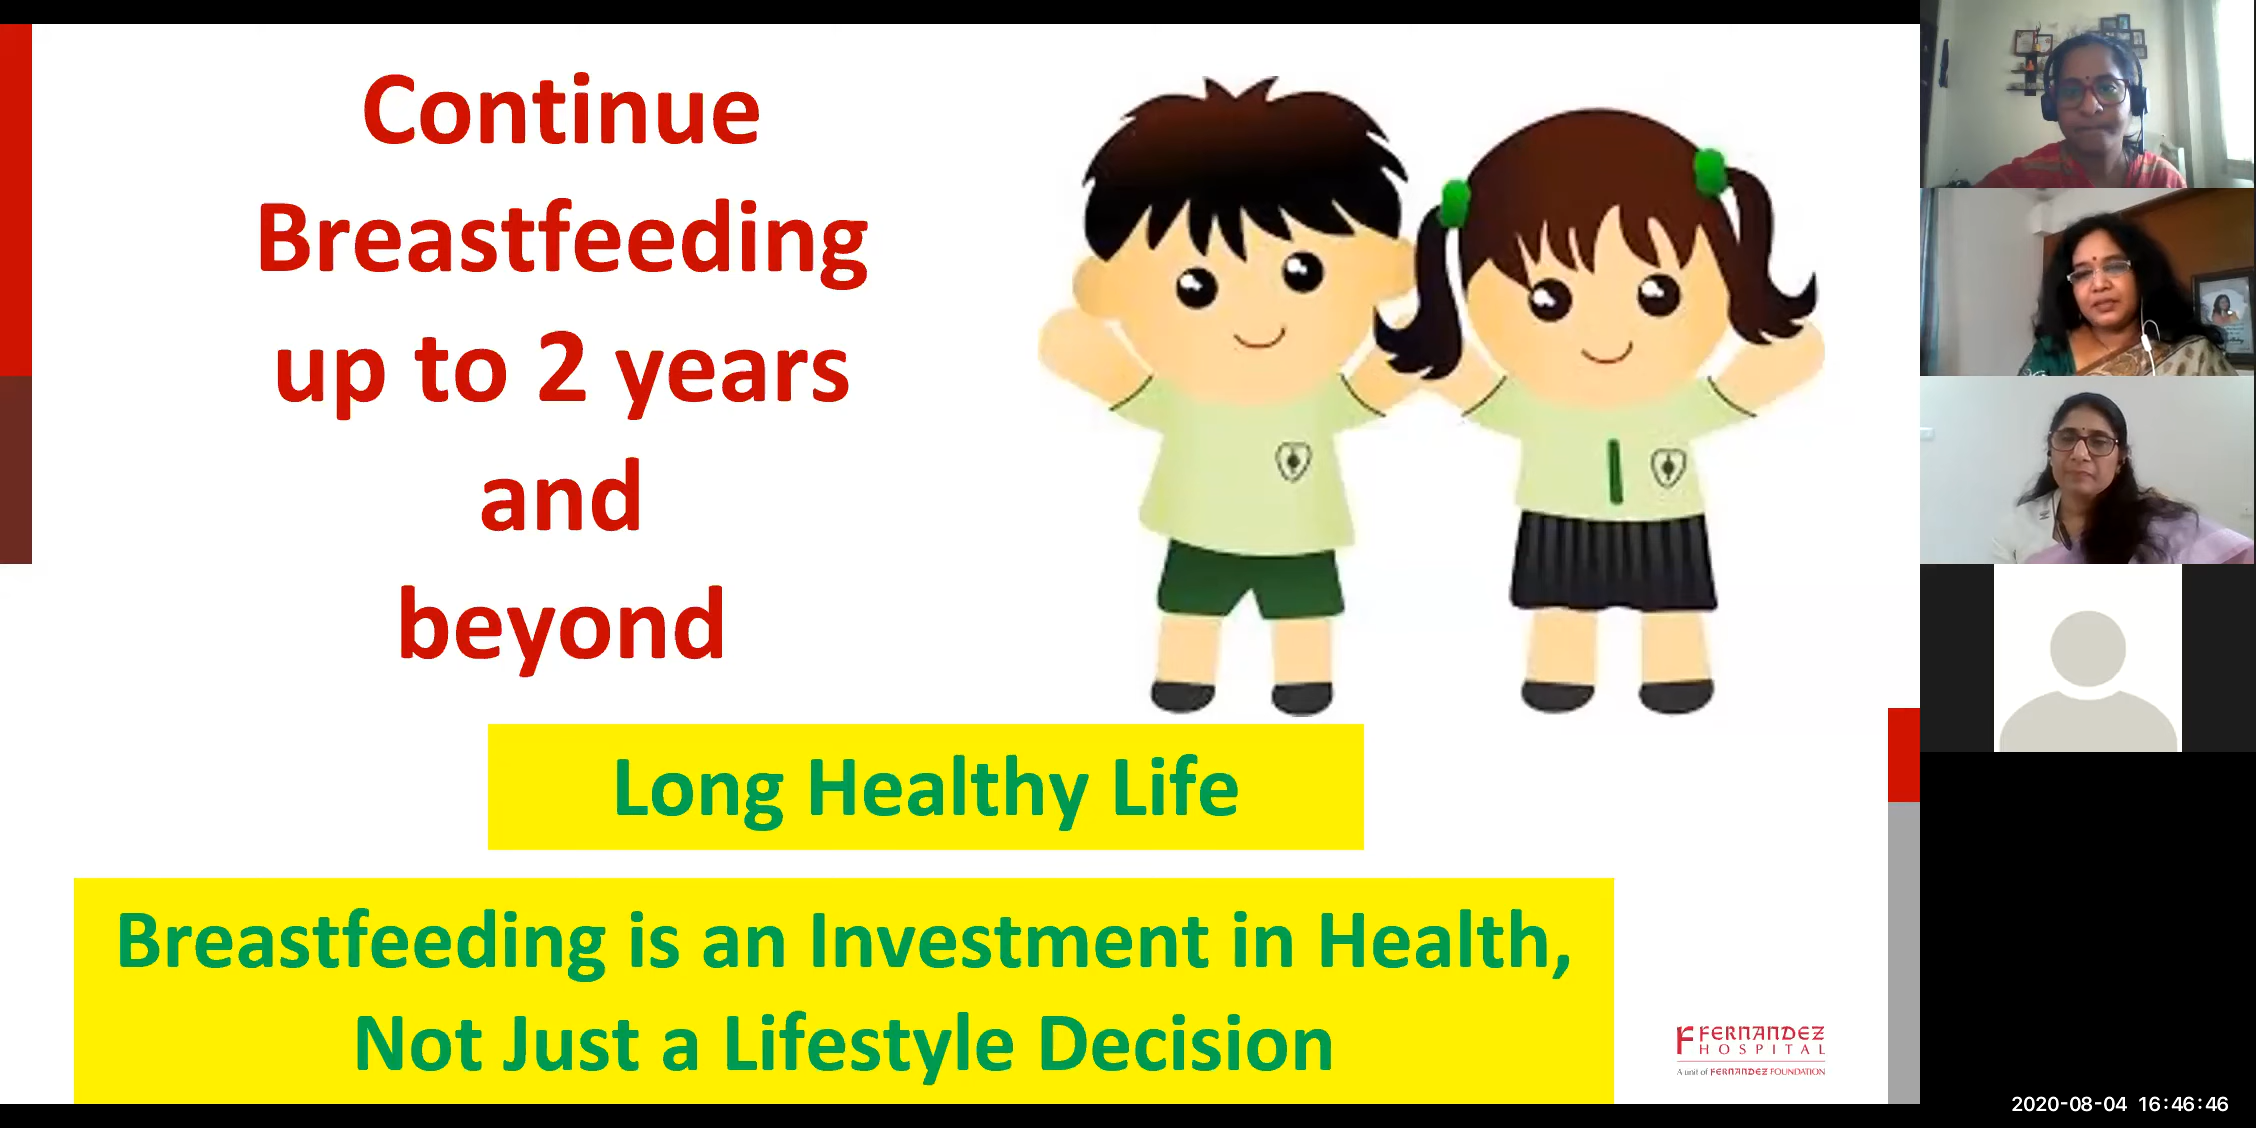 Continue
Breastfeeding
up to 2 years
and
beyond
Long Healthy Life
Breastfeeding is an Investment in Health,
Not Just a Lifestyle Decision
FERNANDEZ
HOSPITAL
A unit of FERNANDEZ FOUNDATION
2020-08-04 16:46:46